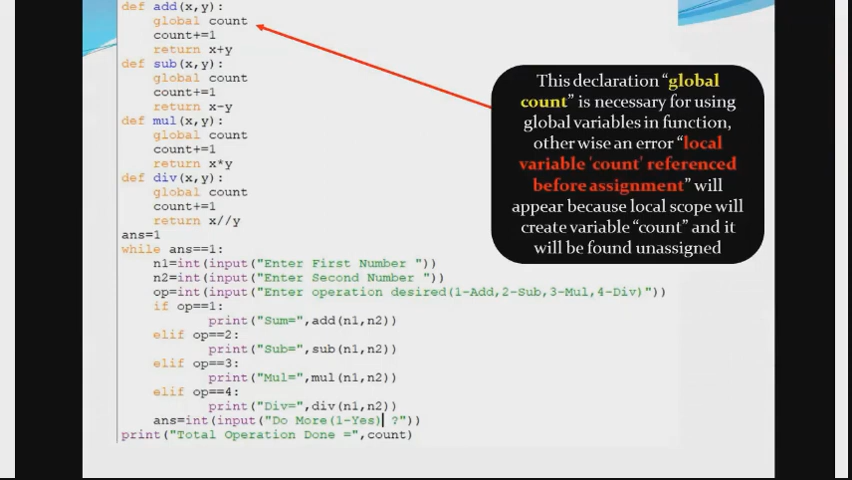 def add(x,y):
global count
count+=1
return x+y
def sub(x,y):
global count
count+=1
return x-y
def mul(x,y):
global count
count+=1
return x*y
def div(x,y):
global count
count+=1
return x//y
ans=1
while ans==1:
n1=int(input("Enter First Number "))
n2=int(input("Enter Second Number "))
op=int(input("Enter operation desired(1-Add,2-Sub,3-Mul,4-Div)"))
if op==1:
print("Sum=",add(n1,n2))
elif op==2:
print("Sub=",sub(n1,n2))
elif op==3:
print("Mul=",mul(n1,n2))
elif op==4:
print("Div=",div(n1,n2))
ans=int(input("Do More(1-Yes) ?"))
print("Total Operation Done =",count)
This declaration “global
count” is necessary for using
global variables in function,
other wise an error “local
variable 'count' referenced
before assignment” will
appear because local scope will
create variable “count” and it
will be found unassigned